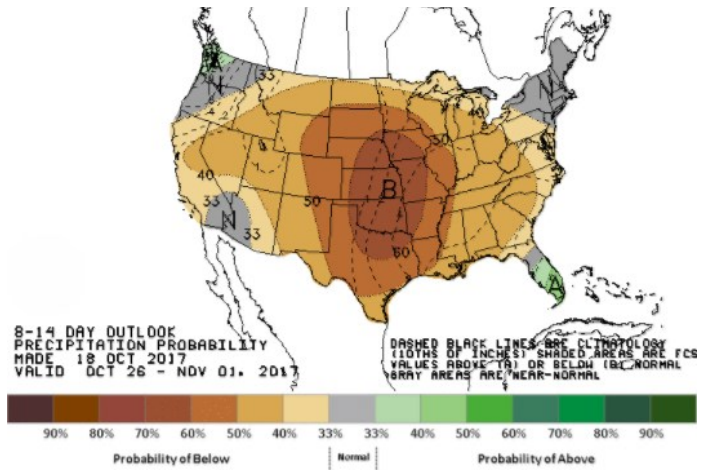 A
N
33
N
40
50
40
B
50
33
N
33
60
A
8-14 DAY OUTLOOK
PRECIPITATION PROBABILITY
MADE 18 OCT 2017
VALID OCT 26 - NOV 01, 2017
DASHED BLACK LINES ARE CLIMATOLOGY
(10THS OF INCHES) SHADED AREAS ARE FCST
VALUES ABOVE (A) OR BELOW (B) NORMAL
GRAY AREAS ARE NEAR-NORMAL
90% 80% 70% 60% 50% 40% 33% 33% 40% 50% 60% 70% 80% 90%
Probability of Below Normal Probability of Above